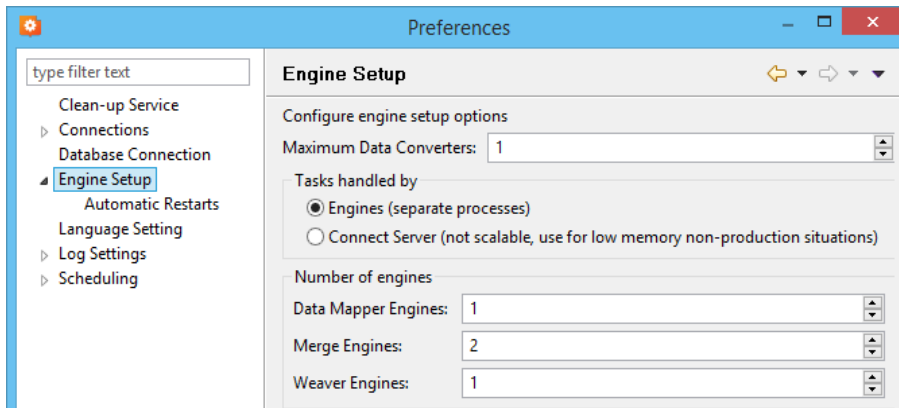 Preferences
type filter text
Clean-up Service
Connections
Database Connection
Engine Setup
Automatic Restarts
Language Setting
Log Settings
Scheduling
Engine Setup
Configure engine setup options
Maximum Data Converters: 1
Tasks handled by
Engines (separate processes)
Connect Server (not scalable, use for low memory non-production situations)
Number of engines
Data Mapper Engines: 1
Merge Engines: 2
Weaver Engines: 1